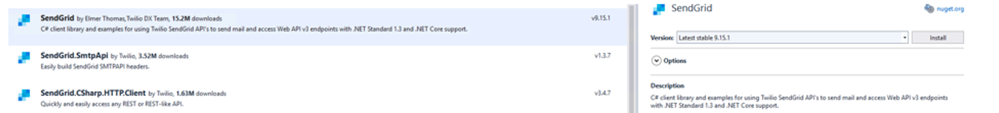 SendGrid by Elmer Thomas,Twilio DX Team, 15.2M downloads
v9.15.1
C# client library and examples for using Twilio SendGrid API's to send mail and access Web API v3 endpoints with .NET Standard 1.3 and .NET Core support.
SendGrid.SmtpApi by Twilio, 3.52M downloads
v1.3.7
Easily build SendGrid SMTPAPI headers.
SendGrid.CSharp.HTTP.Client by Twilio, 1.63M downloads
v3.4.7
Quickly and easily access any REST or REST-like API.
SendGrid
nuget.org
Version: Latest stable 9.15.1 Install
Options
Description
C# client library and examples for using Twilio SendGrid API's to send mail and access Web API v3 endpoints
with .NET Standard 1.3 and .NET Core support.